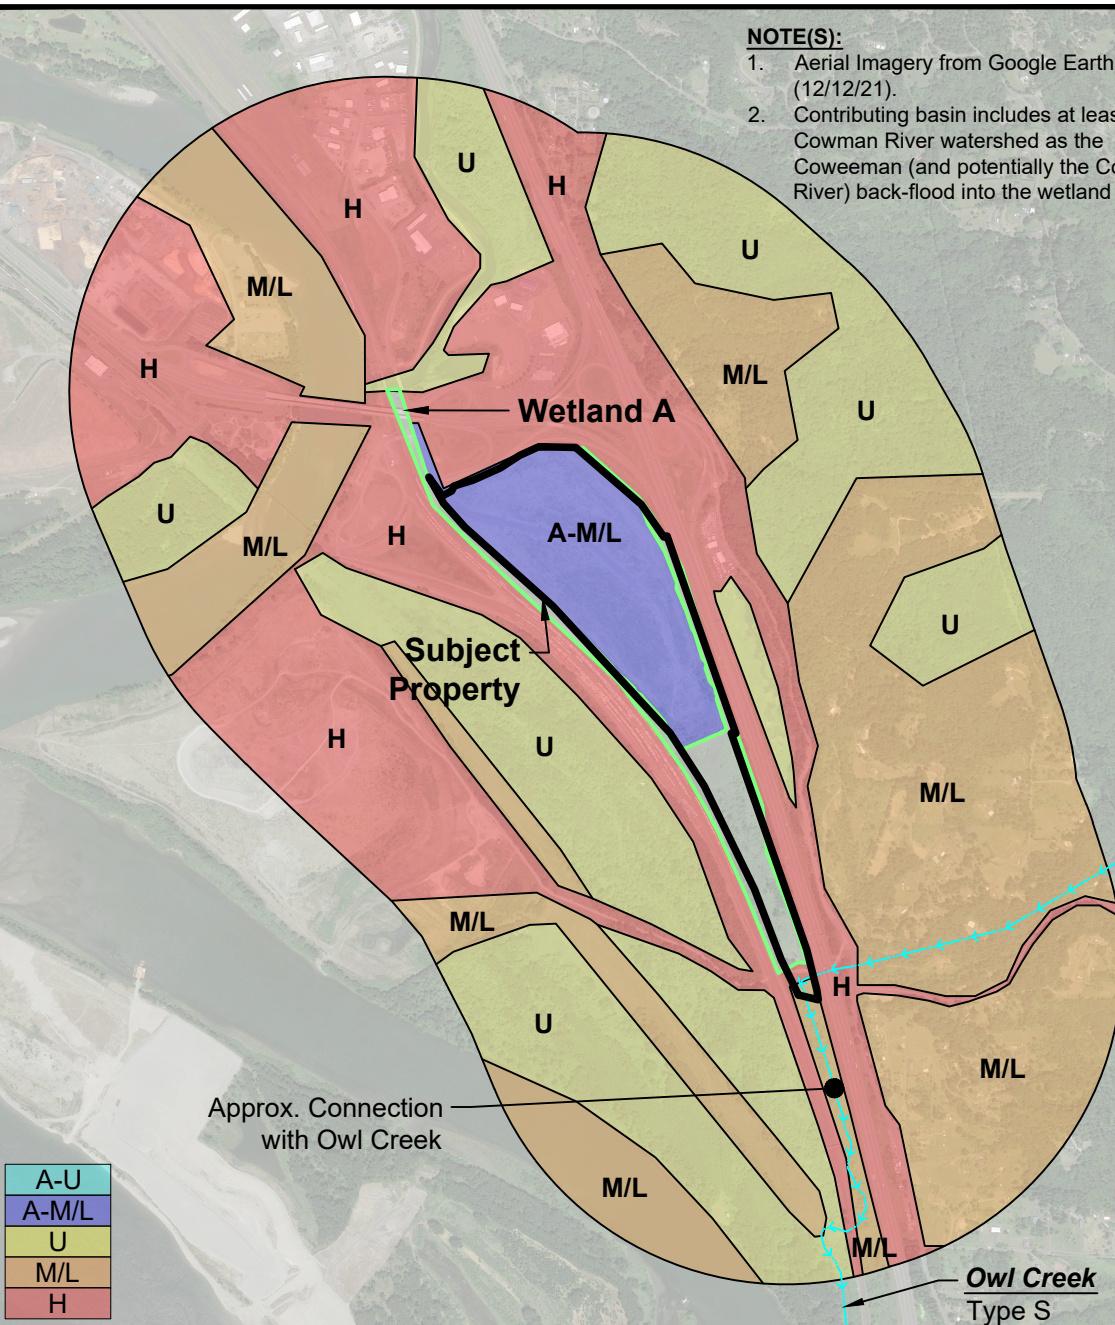 NOTE(S):
1. Aerial Imagery from Google Earth
(12/12/21).
2. Contributing basin includes at
Cowman River watershed as the
Coweeman (and potentially the
River) back-flood into the wetland
U
H
H
U
M/L
H
M/L
U
Wetland A
A-M/L
U
H
M/L
U
Subject
Property
H
U
M/L
M/L
H
U
M/L
Approx. Connection
with Owl Creek
M/L
M/L
Owl Creek
Type S
A-U
A-M/L
U
M/L
H